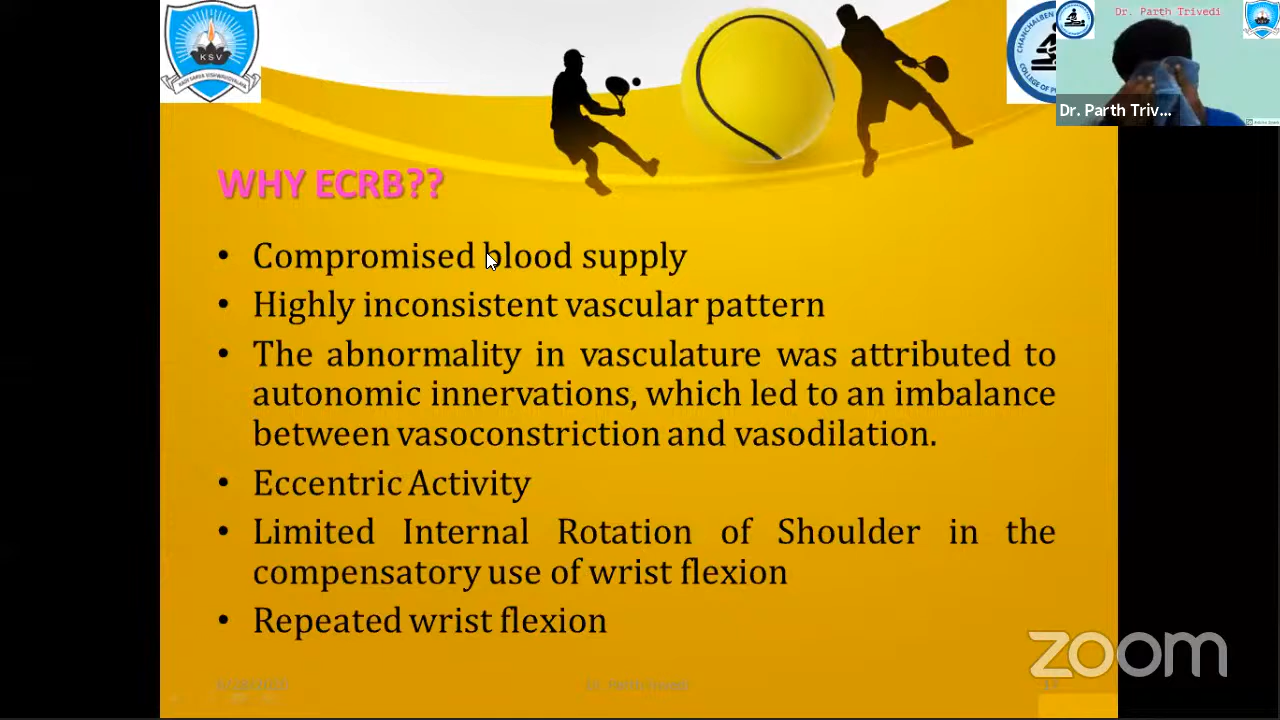 KSV
Dr. Parth Trivedi
Dr. Parth Triv...
WHY ECRB??
• Compromised blood supply
• Highly inconsistent vascular pattern
• The abnormality in vasculature was attributed to
autonomic innervations, which led to an imbalance
between vasoconstriction and vasodilation.
• Eccentric Activity
• Limited Internal Rotation of Shoulder in the
compensatory use of wrist flexion
• Repeated wrist flexion
zoom